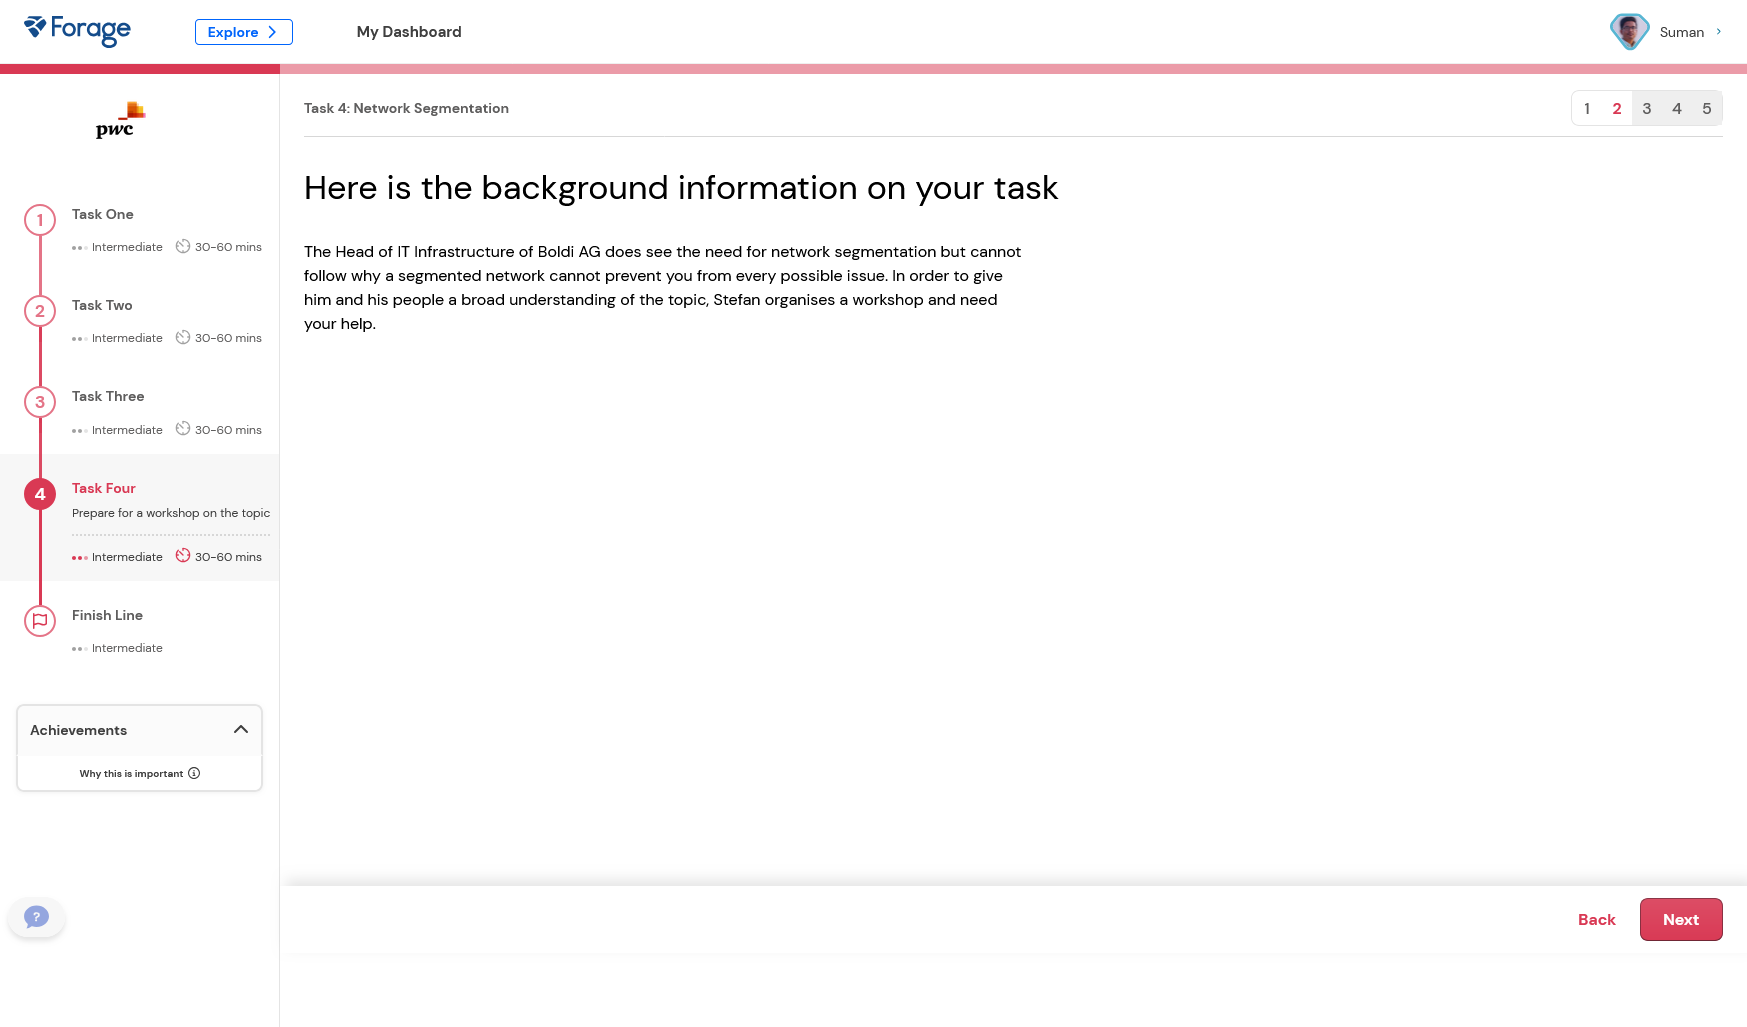 Forage
Explore
My Dashboard
Suman
pwc
Task One
Intermediate 30-60 mins
Task Two
Intermediate 30-60 mins
Task Three
Intermediate 30-60 mins
Task Four
Prepare for a workshop on the topic
Intermediate 30-60 mins
Finish Line
Intermediate
1
2
3
4
Achievements
Why this is important
?
Task 4: Network Segmentation
1 2 3 4 5
Here is the background information on your task
The Head of IT Infrastructure of Boldi AG does see the need for network segmentation but cannot
follow why a segmented network cannot prevent you from every possible issue. In order to give
him and his people a broad understanding of the topic, Stefan organises a workshop and need
your help.
Back
Next